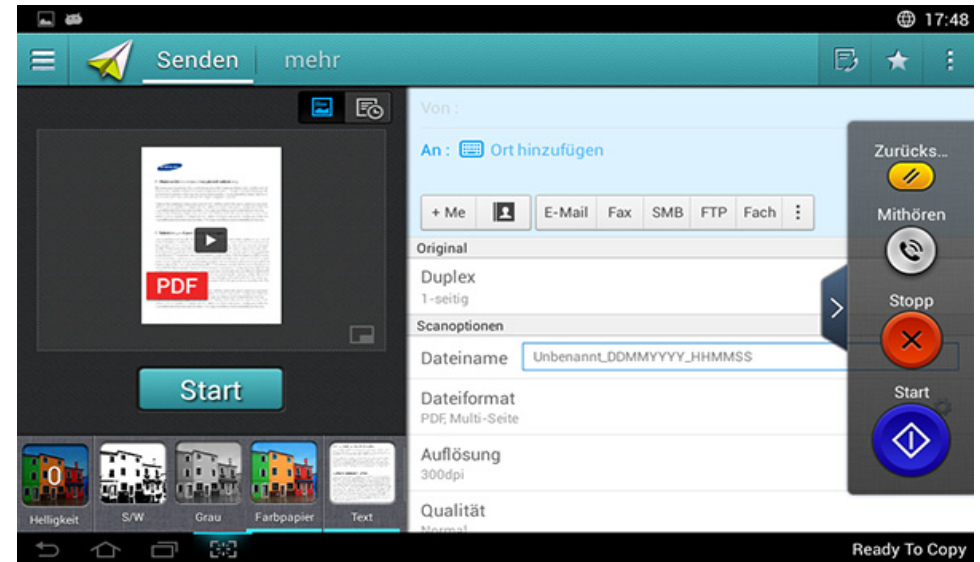 17:48
Senden
mehr
Von :
An : Ort hinzufügen
+ Me
E-Mail Fax SMB FTP Fach
Original
Duplex
1-seitig
Scanoptionen
Dateiname Unbenannt_DDMMYYYY_HHMMSS
Dateiformat
PDF, Multi-Seite
Auflösung
300dpi
Qualität
Normal
PDF
Start
0
Helligkeit
S/W
Grau
Farbpapier
Text
Zurücks...
Mithören
Stopp
Start
Ready To Copy